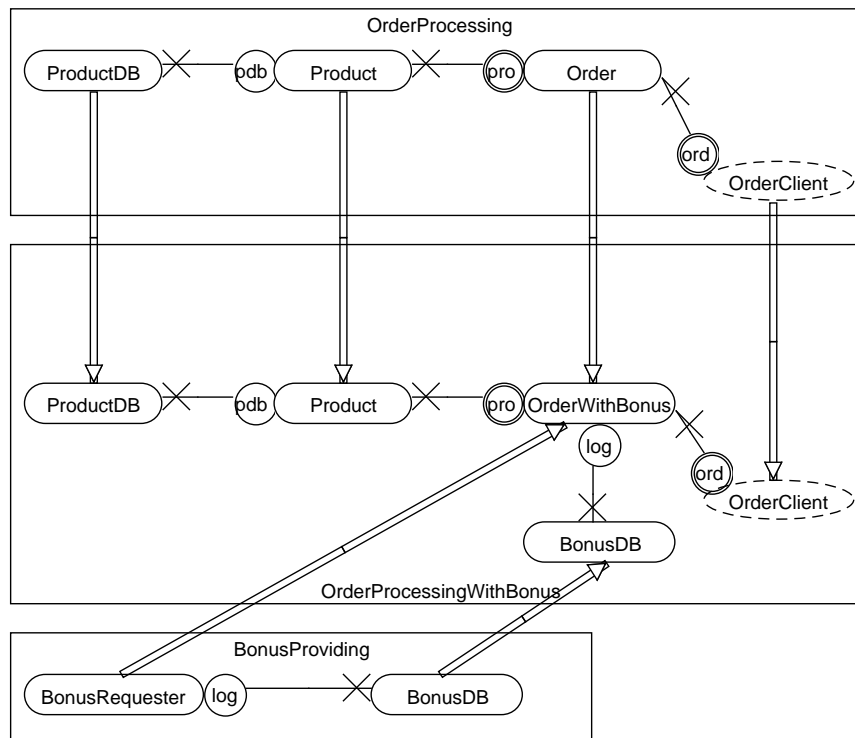 OrderProcessing
ProductDB
pdb
Product
pro
Order
ord
OrderClient
ProductDB
pdb
Product
pro
OrderWithBonus
log
ord
OrderClient
BonusDB
OrderProcessingWithBonus
BonusProviding
BonusRequester
log
BonusDB